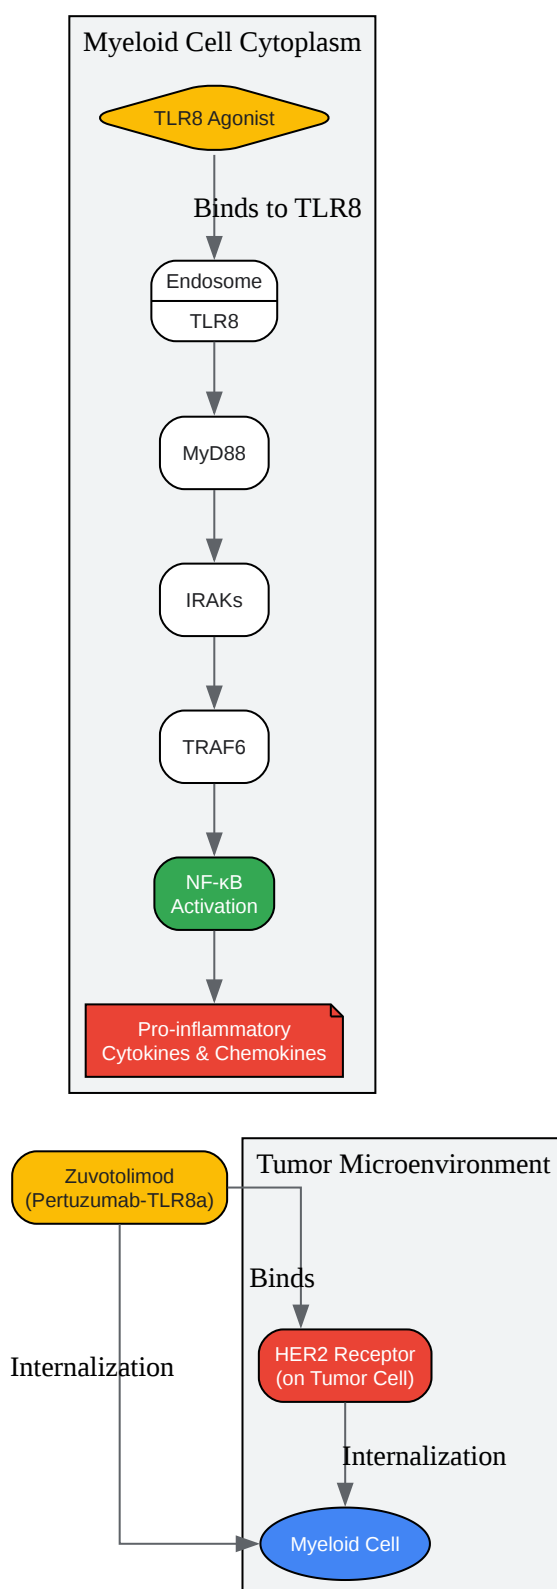 Myeloid Cell Cytoplasm
TLR8 Agonist
Binds to TLR8
Endosome
TLR8
MyD88
IRAKs
TRAF6
NF-κB
Activation
Pro-inflammatory
Cytokines & Chemokines
Tumor Microenvironment
Zuvotolimod
(Pertuzumab-TLR8a)
Binds
HER2 Receptor
(on Tumor Cell)
Internalization
Internalization
Myeloid Cell